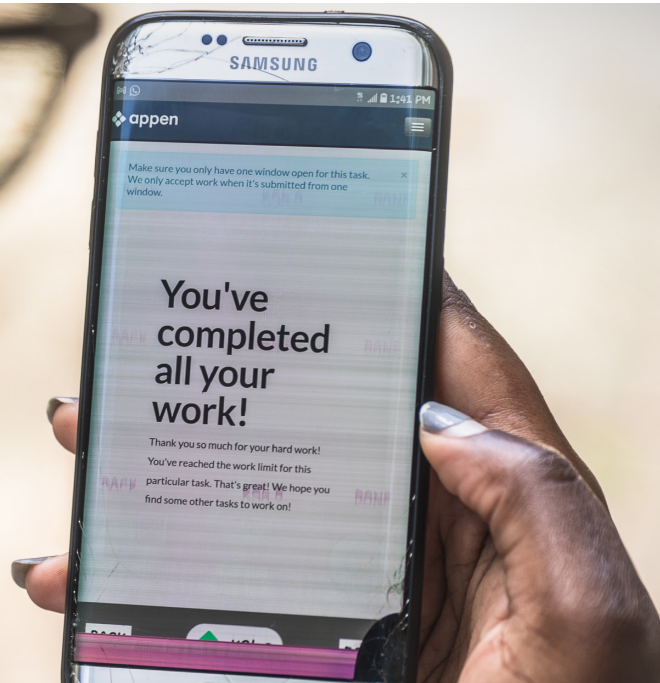 SAMSUNG
1:41 PM
appen
Make sure you only have one window open for this task.
We only accept work when it's submitted from one
window.
You've
completed
all your
work!
Thank you so much for your hard work!
You've reached the work limit for this
particular task. That's great! We hope you
find some other tasks to work on!